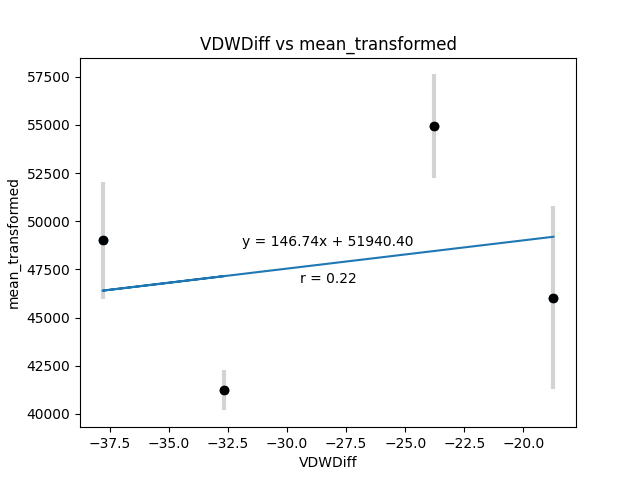 VDWDiff vs mean_transformed
57500
55000
52500
50000
47500
45000
42500
40000
mean_transformed
y = 146.74x + 51940.40
r = 0.22
−37.5 −35.0 −32.5 −30.0 −27.5 −25.0 −22.5 −20.0
VDWDiff